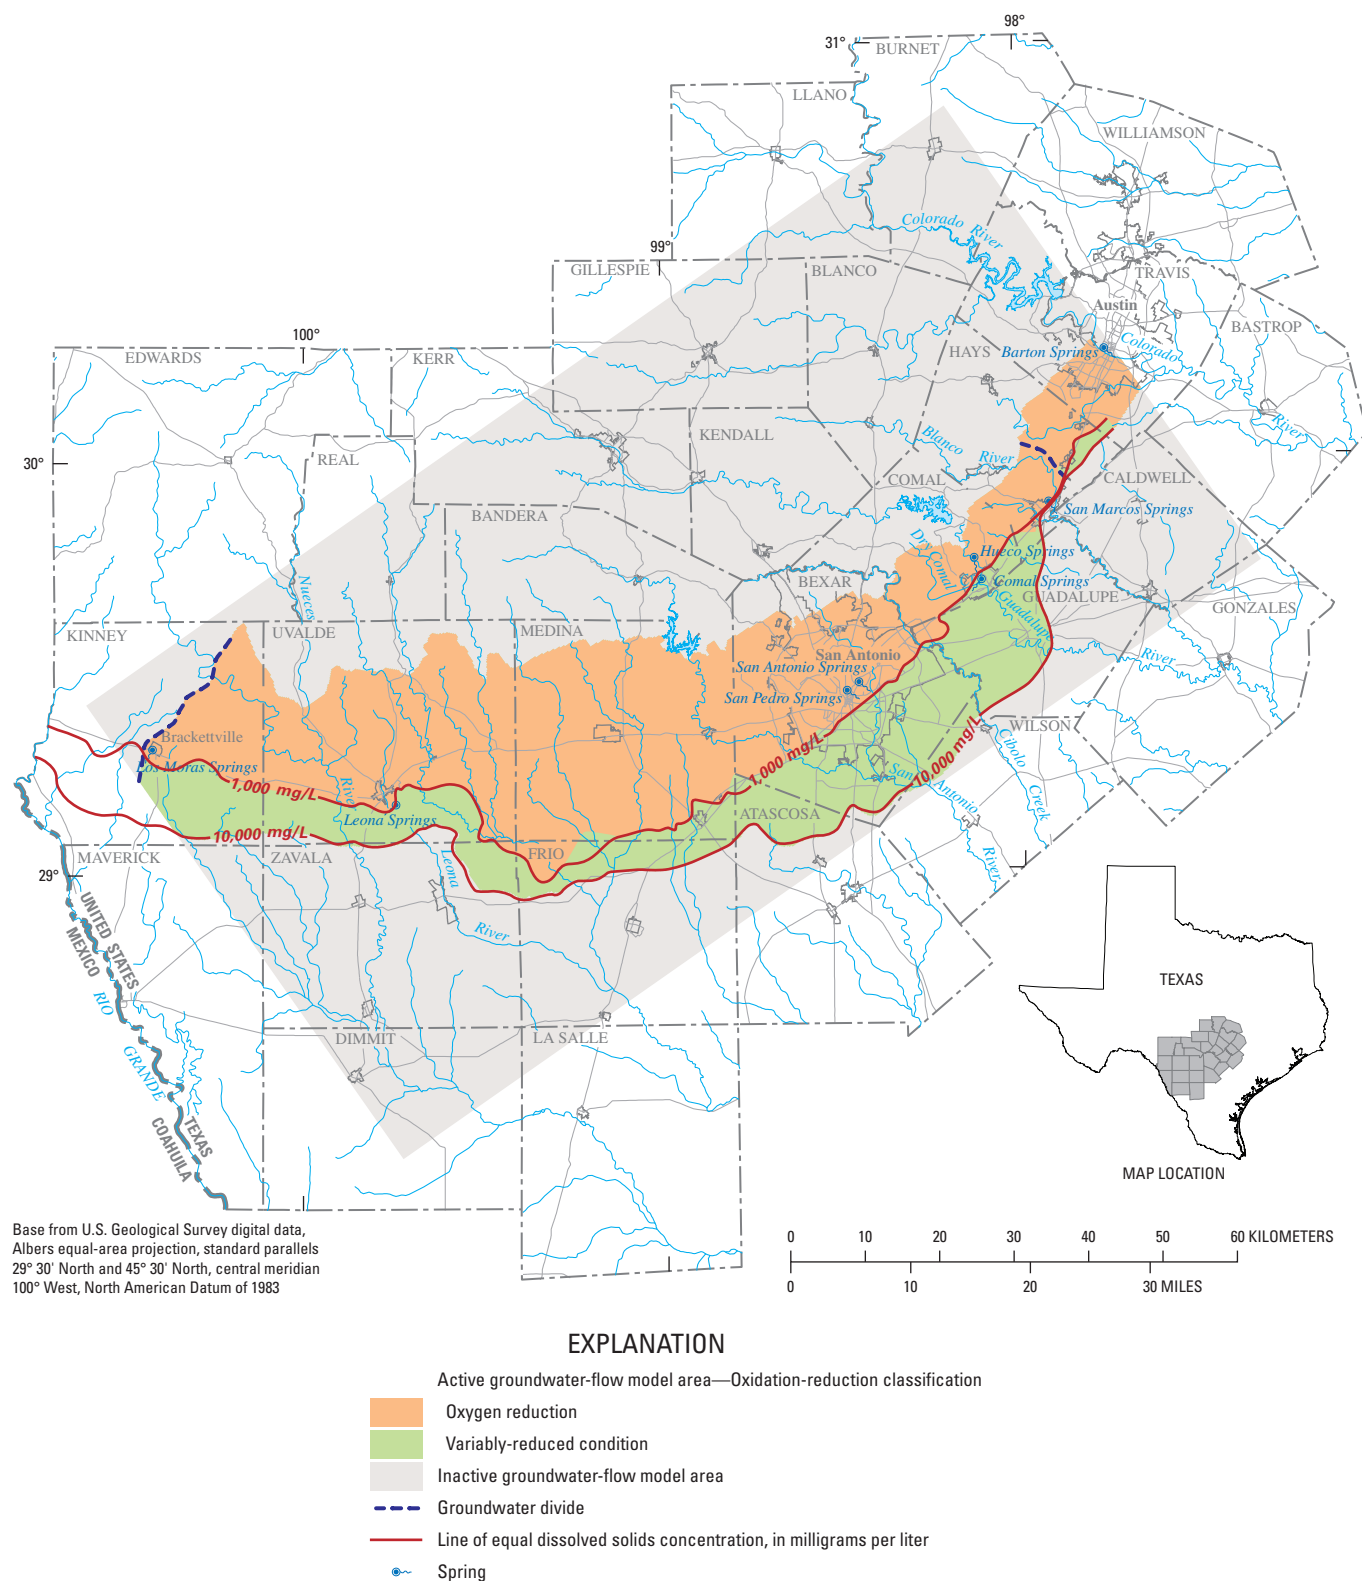 98°
31°
BURNET
LLANO
WILLIAMSON
Colorado River
99°
GILLESPIE
BLANCO
TRAVIS
Austin
BASTROP
100°
EDWARDS
KERR
HAYS
Barton Springs
Colorado
River
KENDALL
Blanco
River
30°
REAL
COMAL
CALDWELL
San Marcos Springs
BANDERA
Dry Comal
Hueco Springs
BEXAR
Comal Springs
Nueces
GUADALUPE
Guadalupe
GONZALES
KINNEY
UVALDE
MEDINA
San Antonio
River
San Antonio Springs
San Pedro Springs
WILSON
Brackettville
Los Moras Springs
1,000 mg/L
1,000 mg/L
10,000 mg/L
Cibolo
Creek
San Antonio
River
River
Leona Springs
ATASCOSA
10,000 mg/L
MAVERICK
ZAVALA
FRIO
29°
Leona
River
UNITED STATES
MEXICO
RIO
GRANDE
TEXAS
COAHUILA
DIMMIT
LA SALLE
TEXAS
MAP LOCATION
Base from U.S. Geological Survey digital data,
Albers equal-area projection, standard parallels
29° 30' North and 45° 30' North, central meridian
100° West, North American Datum of 1983
0 10 20 30 40 50 60 KILOMETERS
0 10 20 30 MILES
EXPLANATION
Active groundwater-flow model area—Oxidation-reduction classification
Oxygen reduction
Variably-reduced condition
Inactive groundwater-flow model area
Groundwater divide
Line of equal dissolved solids concentration, in milligrams per liter
Spring